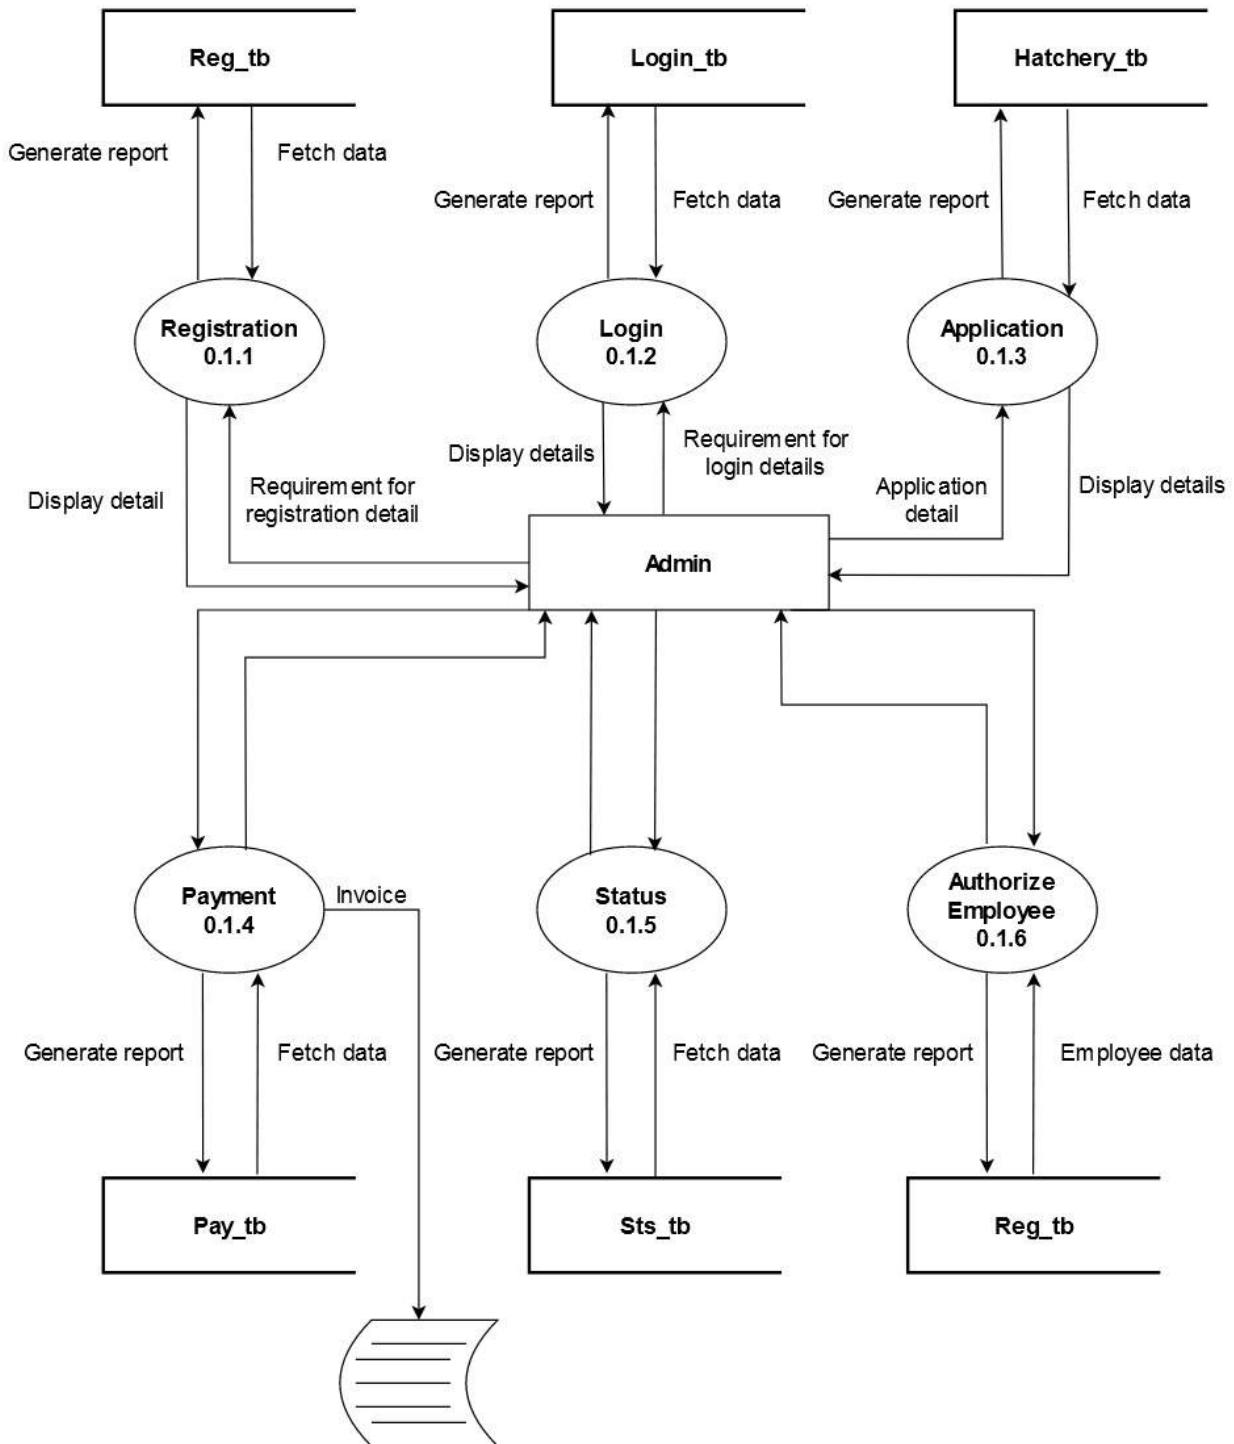 Reg_tb
Login_tb
Hatchery_tb
Generate report
Fetch data
Generate report
Fetch data
Generate report
Fetch data
Registration
0.1.1
Login
0.1.2
Application
0.1.3
Display detail
Requirement for
registration detail
Display details
Requirement for
login details
Application
detail
Display details
Admin
Payment
0.1.4
Invoice
Status
0.1.5
Authorize
Employee
0.1.6
Generate report
Fetch data
Generate report
Fetch data
Generate report
Employee data
Pay_tb
Sts_tb
Reg_tb